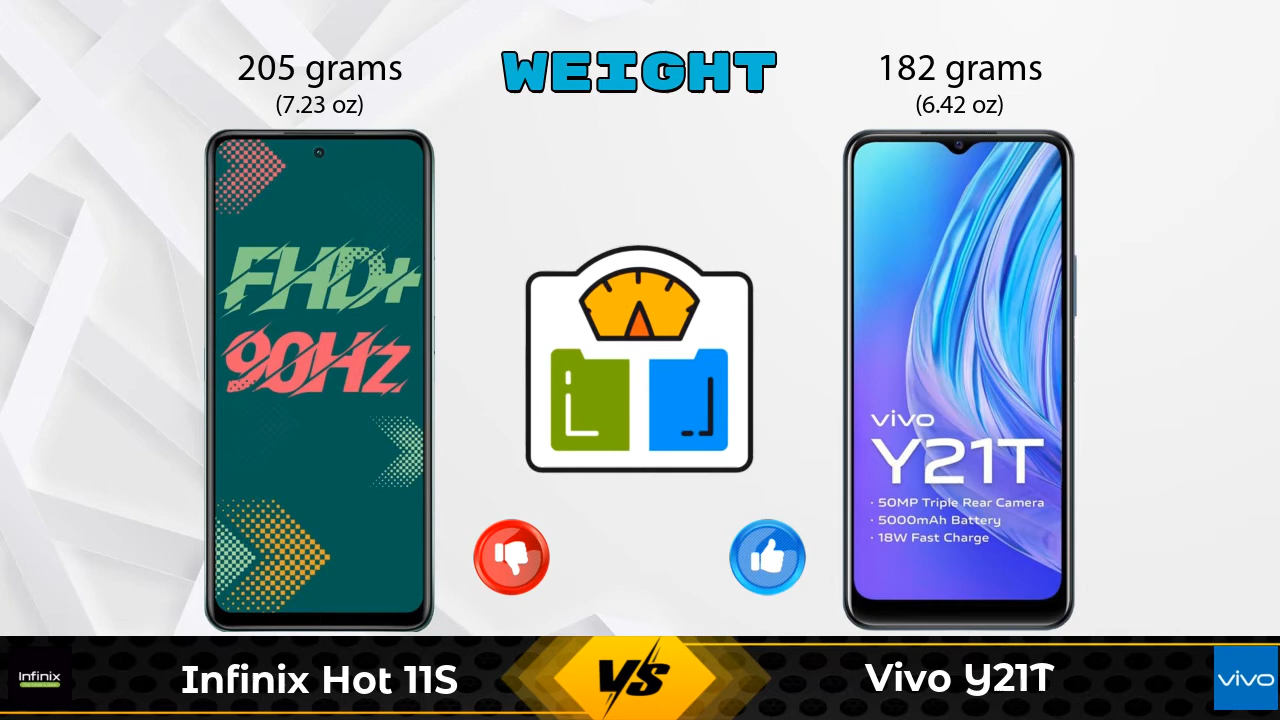 WEIGHT
205 grams
(7.23 oz)
182 grams
(6.42 oz)
FHD+
90Hz
vivo
Y21T
· 50MP Triple Rear Camera
· 5000mAh Battery
· 18W Fast Charge
Infinix
Infinix Hot 11S
VS
Vivo Y21T
vivo